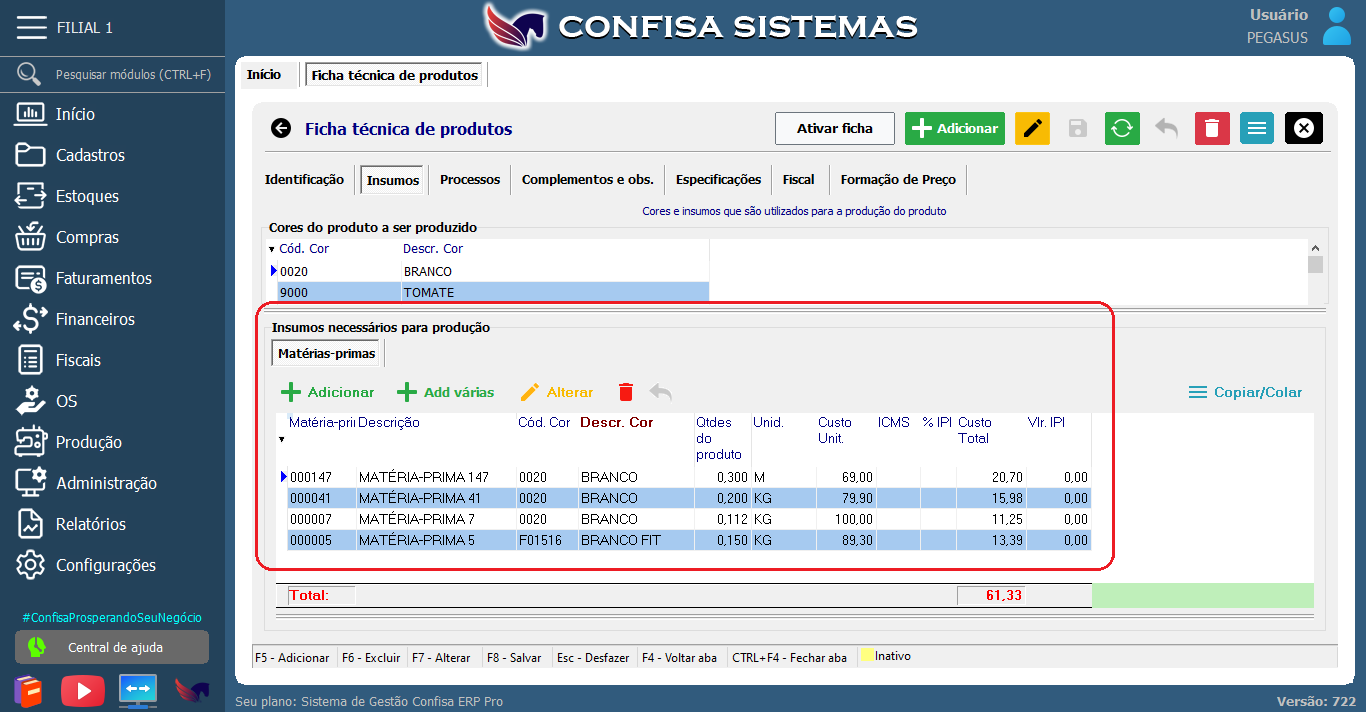 FILIAL 1
CONFISA SISTEMAS
Usuário
PEGASUS
Pesquisar módulos (CTRL+F)
Início
Cadastros
Estoques
Compras
Faturamentos
Financeiros
Fiscais
OS
Produção
Administração
Relatórios
Configurações
#ConfisaProsperandoSeuNegócio
Central de ajuda
Início Ficha técnica de produtos
Ficha técnica de produtos Ativar ficha Adicionar
Identificação Insumos Processos Complementos e obs. Especificações Fiscal Formação de Preço
Cores e insumos que são utilizados para a produção do produto
Cores do produto a ser produzido
Cód. Cor Descr. Cor
0020 BRANCO
9000 TOMATE
Insumos necessários para produção
Matérias-primas
Adicionar Add várias Alterar Copiar/Colar
Matéria-pri Descrição Cód. Cor Descr. Cor Qtdes do produto Unid. Custo Unit. ICMS % IPI Custo Total Vlr. IPI
000147 MATÉRIA-PRIMA 147 0020 BRANCO 0,300 M 69,00 20,70 0,00
000041 MATÉRIA-PRIMA 41 0020 BRANCO 0,200 KG 79,90 15,98 0,00
000007 MATÉRIA-PRIMA 7 0020 BRANCO 0,112 KG 100,00 11,25 0,00
000005 MATÉRIA-PRIMA 5 F01516 BRANCO FIT 0,150 KG 89,30 13,39 0,00
Total: 61,33
F5 - Adicionar F6 - Excluir F7 - Alterar F8 - Salvar Esc - Desfazer F4 - Voltar aba CTRL+F4 - Fechar aba Inativo
Seu plano: Sistema de Gestão Confisa ERP Pro
Versão: 722